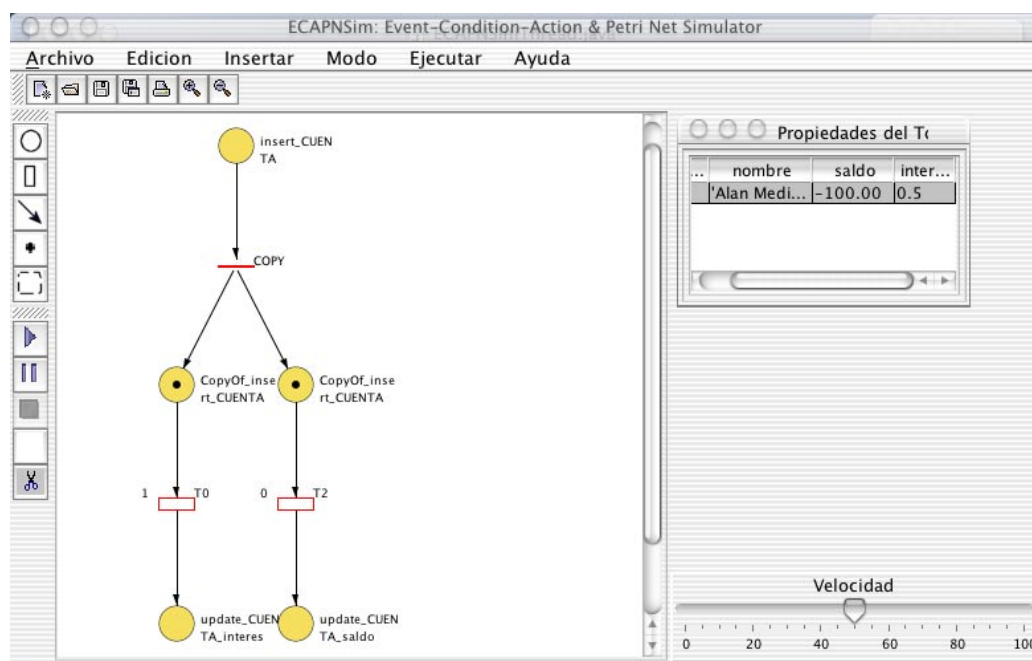 ECAPNSim: Event-Condition-Action & Petri Net Simulator
Archivo Edicion Insertar Modo Ejecutar Ayuda
insert_CUEN
TA
COPY
CopyOf_inse
rt_CUENTA
CopyOf_inse
rt_CUENTA
1 T0
0 T2
update_CUEN
TA_interes
update_CUEN
TA_saldo
Propiedades del To
... nombre saldo inter...
'Alan Medi... -100.00 0.5
Velocidad
0 20 40 60 80 100